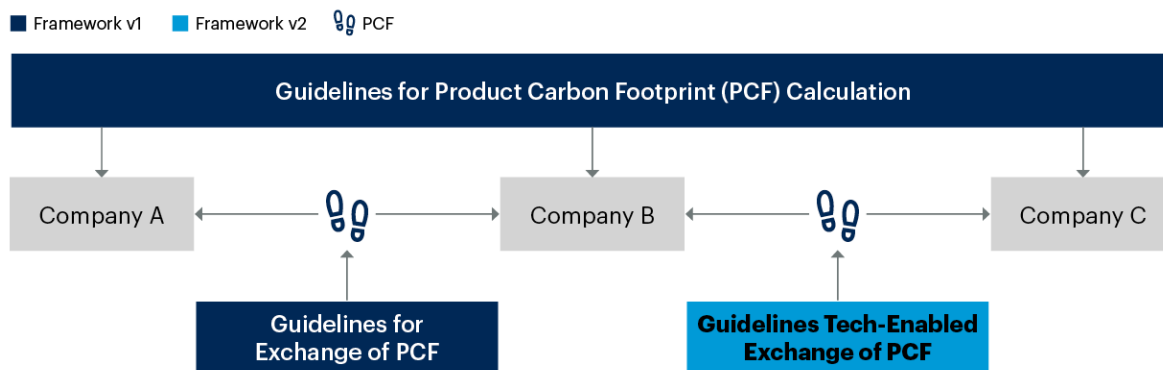 Framework v1 Framework v2 PCF
Guidelines for Product Carbon Footprint (PCF) Calculation
Company A Company B Company C
Guidelines for
Exchange of PCF
Guidelines Tech-Enabled
Exchange of PCF